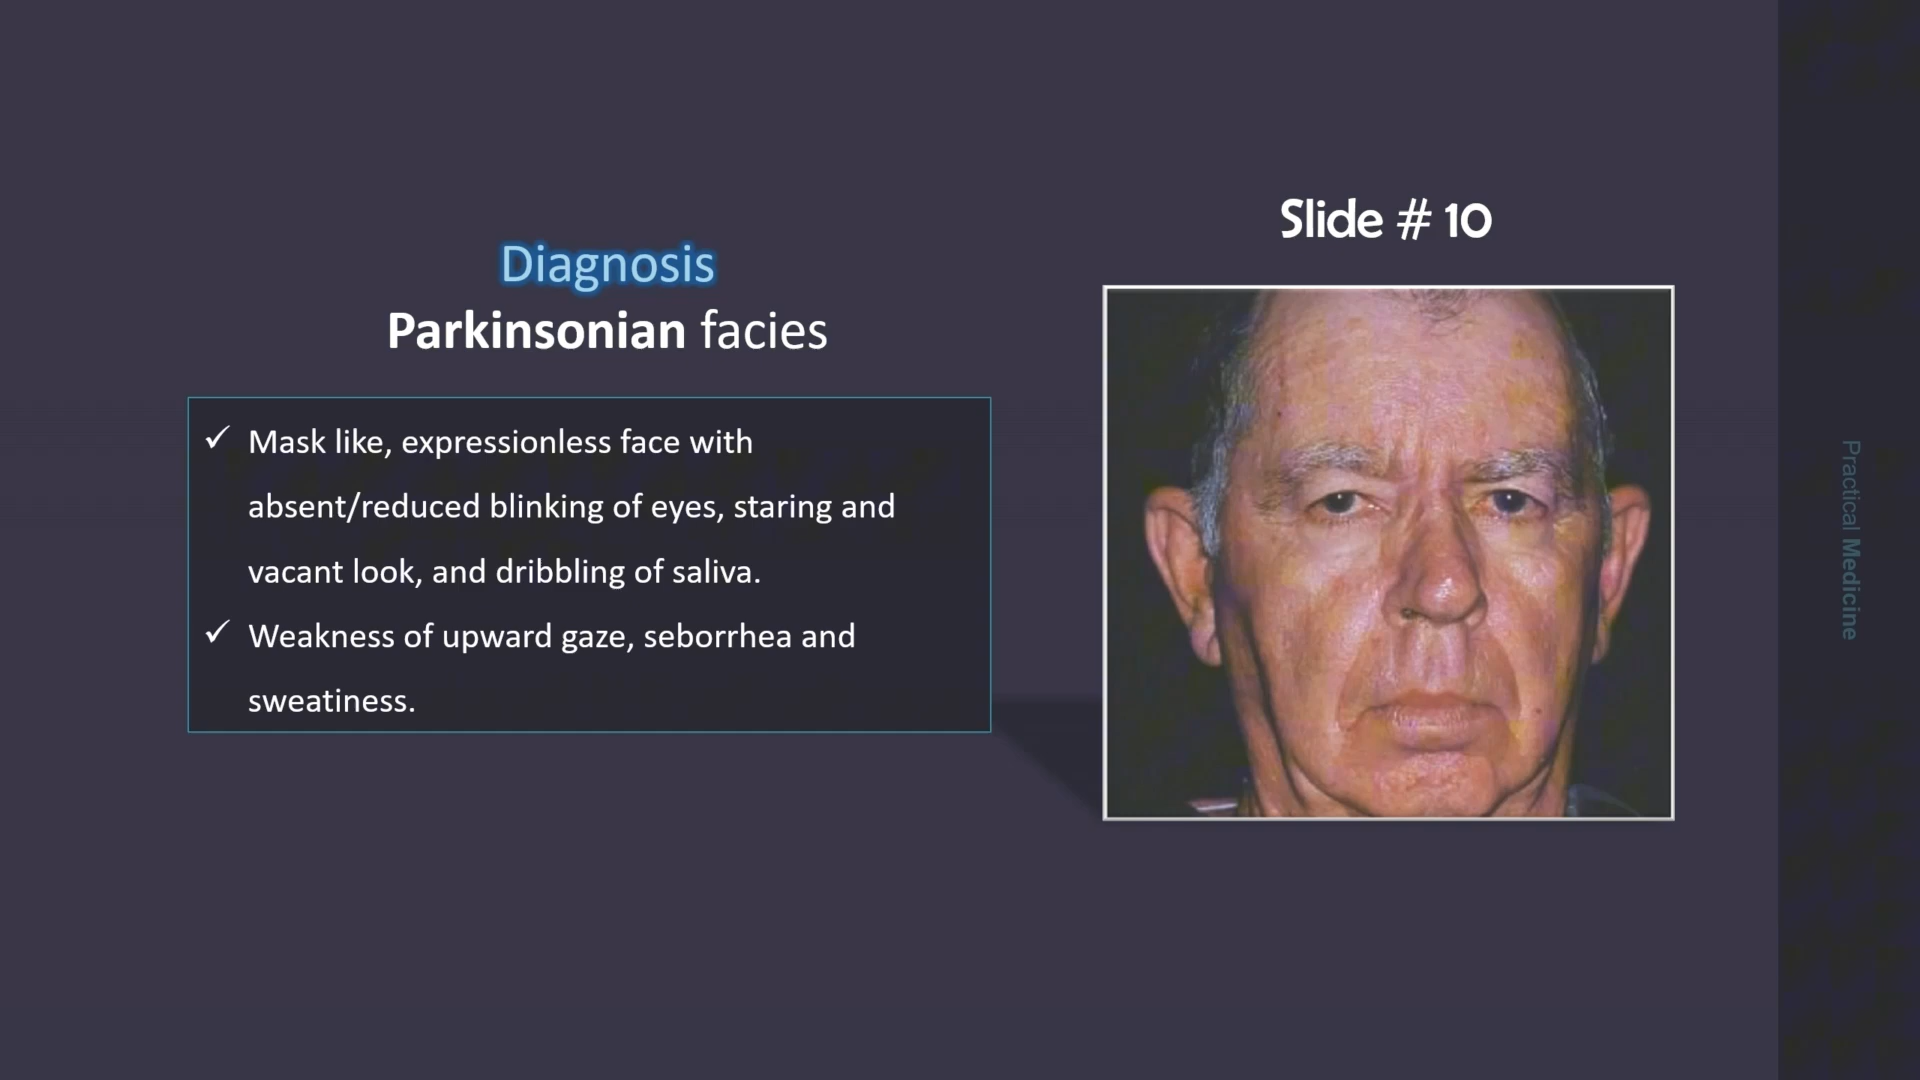 Slide # 10
Diagnosis
Parkinsonian facies
✓ Mask like, expressionless face with
absent/reduced blinking of eyes, staring and
vacant look, and dribbling of saliva.
✓ Weakness of upward gaze, seborrhea and
sweatiness.
Practical Medicine